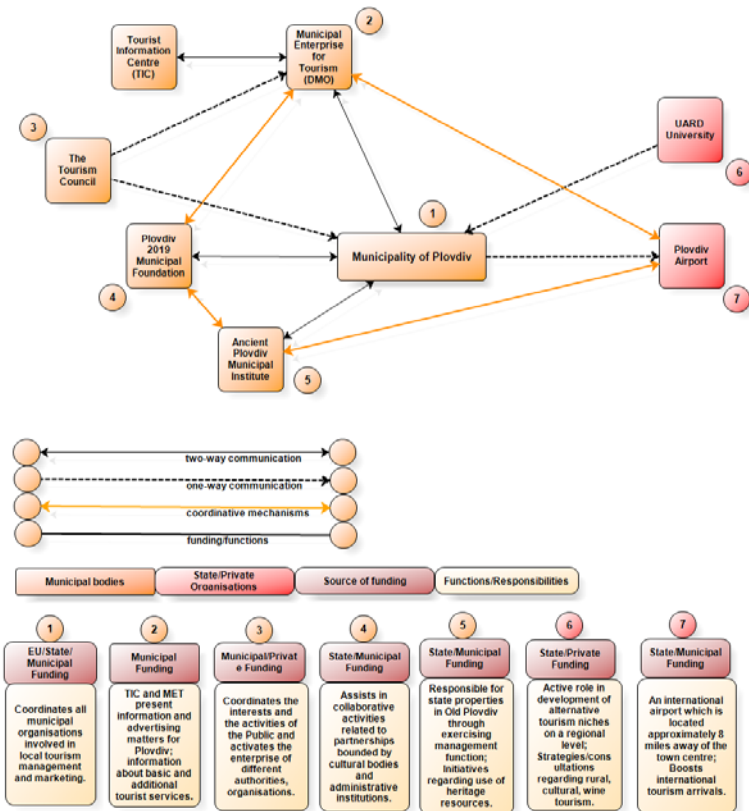 2
Tourist
Information
Centre
(TIC)
Municipal
Enterprise
for
Tourism
(DMO)
3
The
Tourism
Council
UARD
University
6
1
Plovdiv
2019
Municipal
Foundation
4
Municipality of Plovdiv
Plovdiv
Airport
7
Ancient
Plovdiv
Municipal
Institute
5
two-way communication
one-way communication
coordinative mechanisms
funding/functions
Municipal bodies
State/Private
Organisations
Source of funding
Functions/Responsibilities
1
EU/State/
Municipal
Funding
Coordinates all
municipal
organisations
involved in
local tourism
management
and marketing.
2
Municipal
Funding
TIC and MET
present
information and
advertising
matters for
Plovdiv;
information
about basic and
additional
tourist services.
3
Municipal/Privat
e Funding
Coordinates the
interests and
the activities of
the Public and
activates the
enterprise of
different
authorities,
organisations.
4
State/Municipal
Funding
Assists in
collaborative
activities
related to
partnerships
bounded by
cultural bodies
and
administrative
institutions.
5
State/Municipal
Funding
Responsible for
state properties
in Old Plovdiv
through
exercising
management
function;
Initiatives
regarding use of
heritage
resources.
6
State/Private
Funding
Active role in
development of
alternative
tourism niches
on a regional
level;
Strategies/cons
ultations
regarding rural,
cultural, wine
tourism.
7
State/Municipal
Funding
An international
airport which is
located
approximately 8
miles away of the
town centre;
Boosts
international
tourism arrivals.